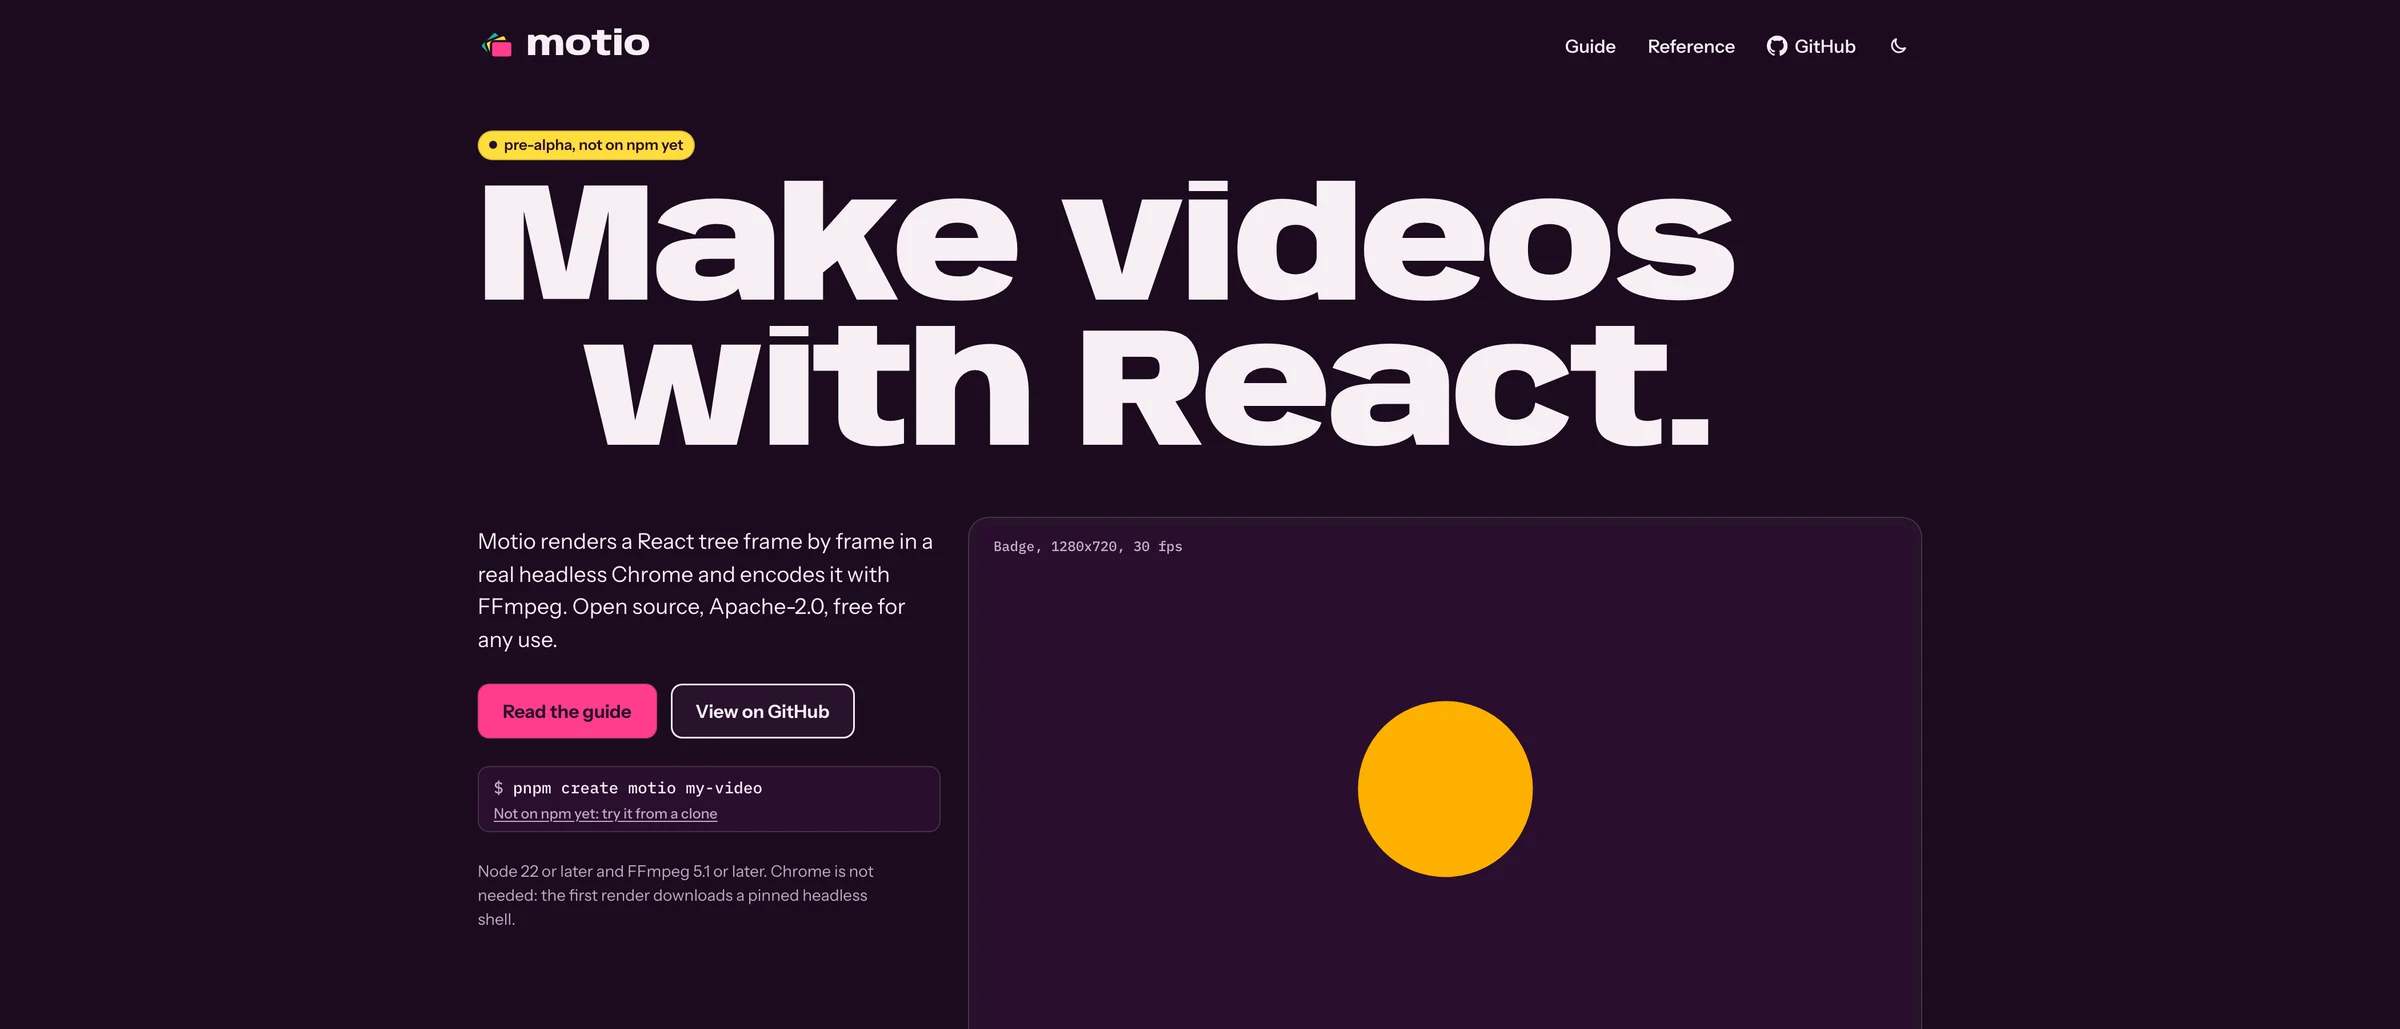 motio
Guide Reference GitHub
pre-alpha, not on npm yet
Make videos
with React.
Motio renders a React tree frame by frame in a
real headless Chrome and encodes it with
FFmpeg. Open source, Apache-2.0, free for
any use.
Read the guide View on GitHub
$ pnpm create motio my-video
Not on npm yet: try it from a clone
Node 22 or later and FFmpeg 5.1 or later. Chrome is not
needed: the first render downloads a pinned headless
shell.
Badge, 1280x720, 30 fps